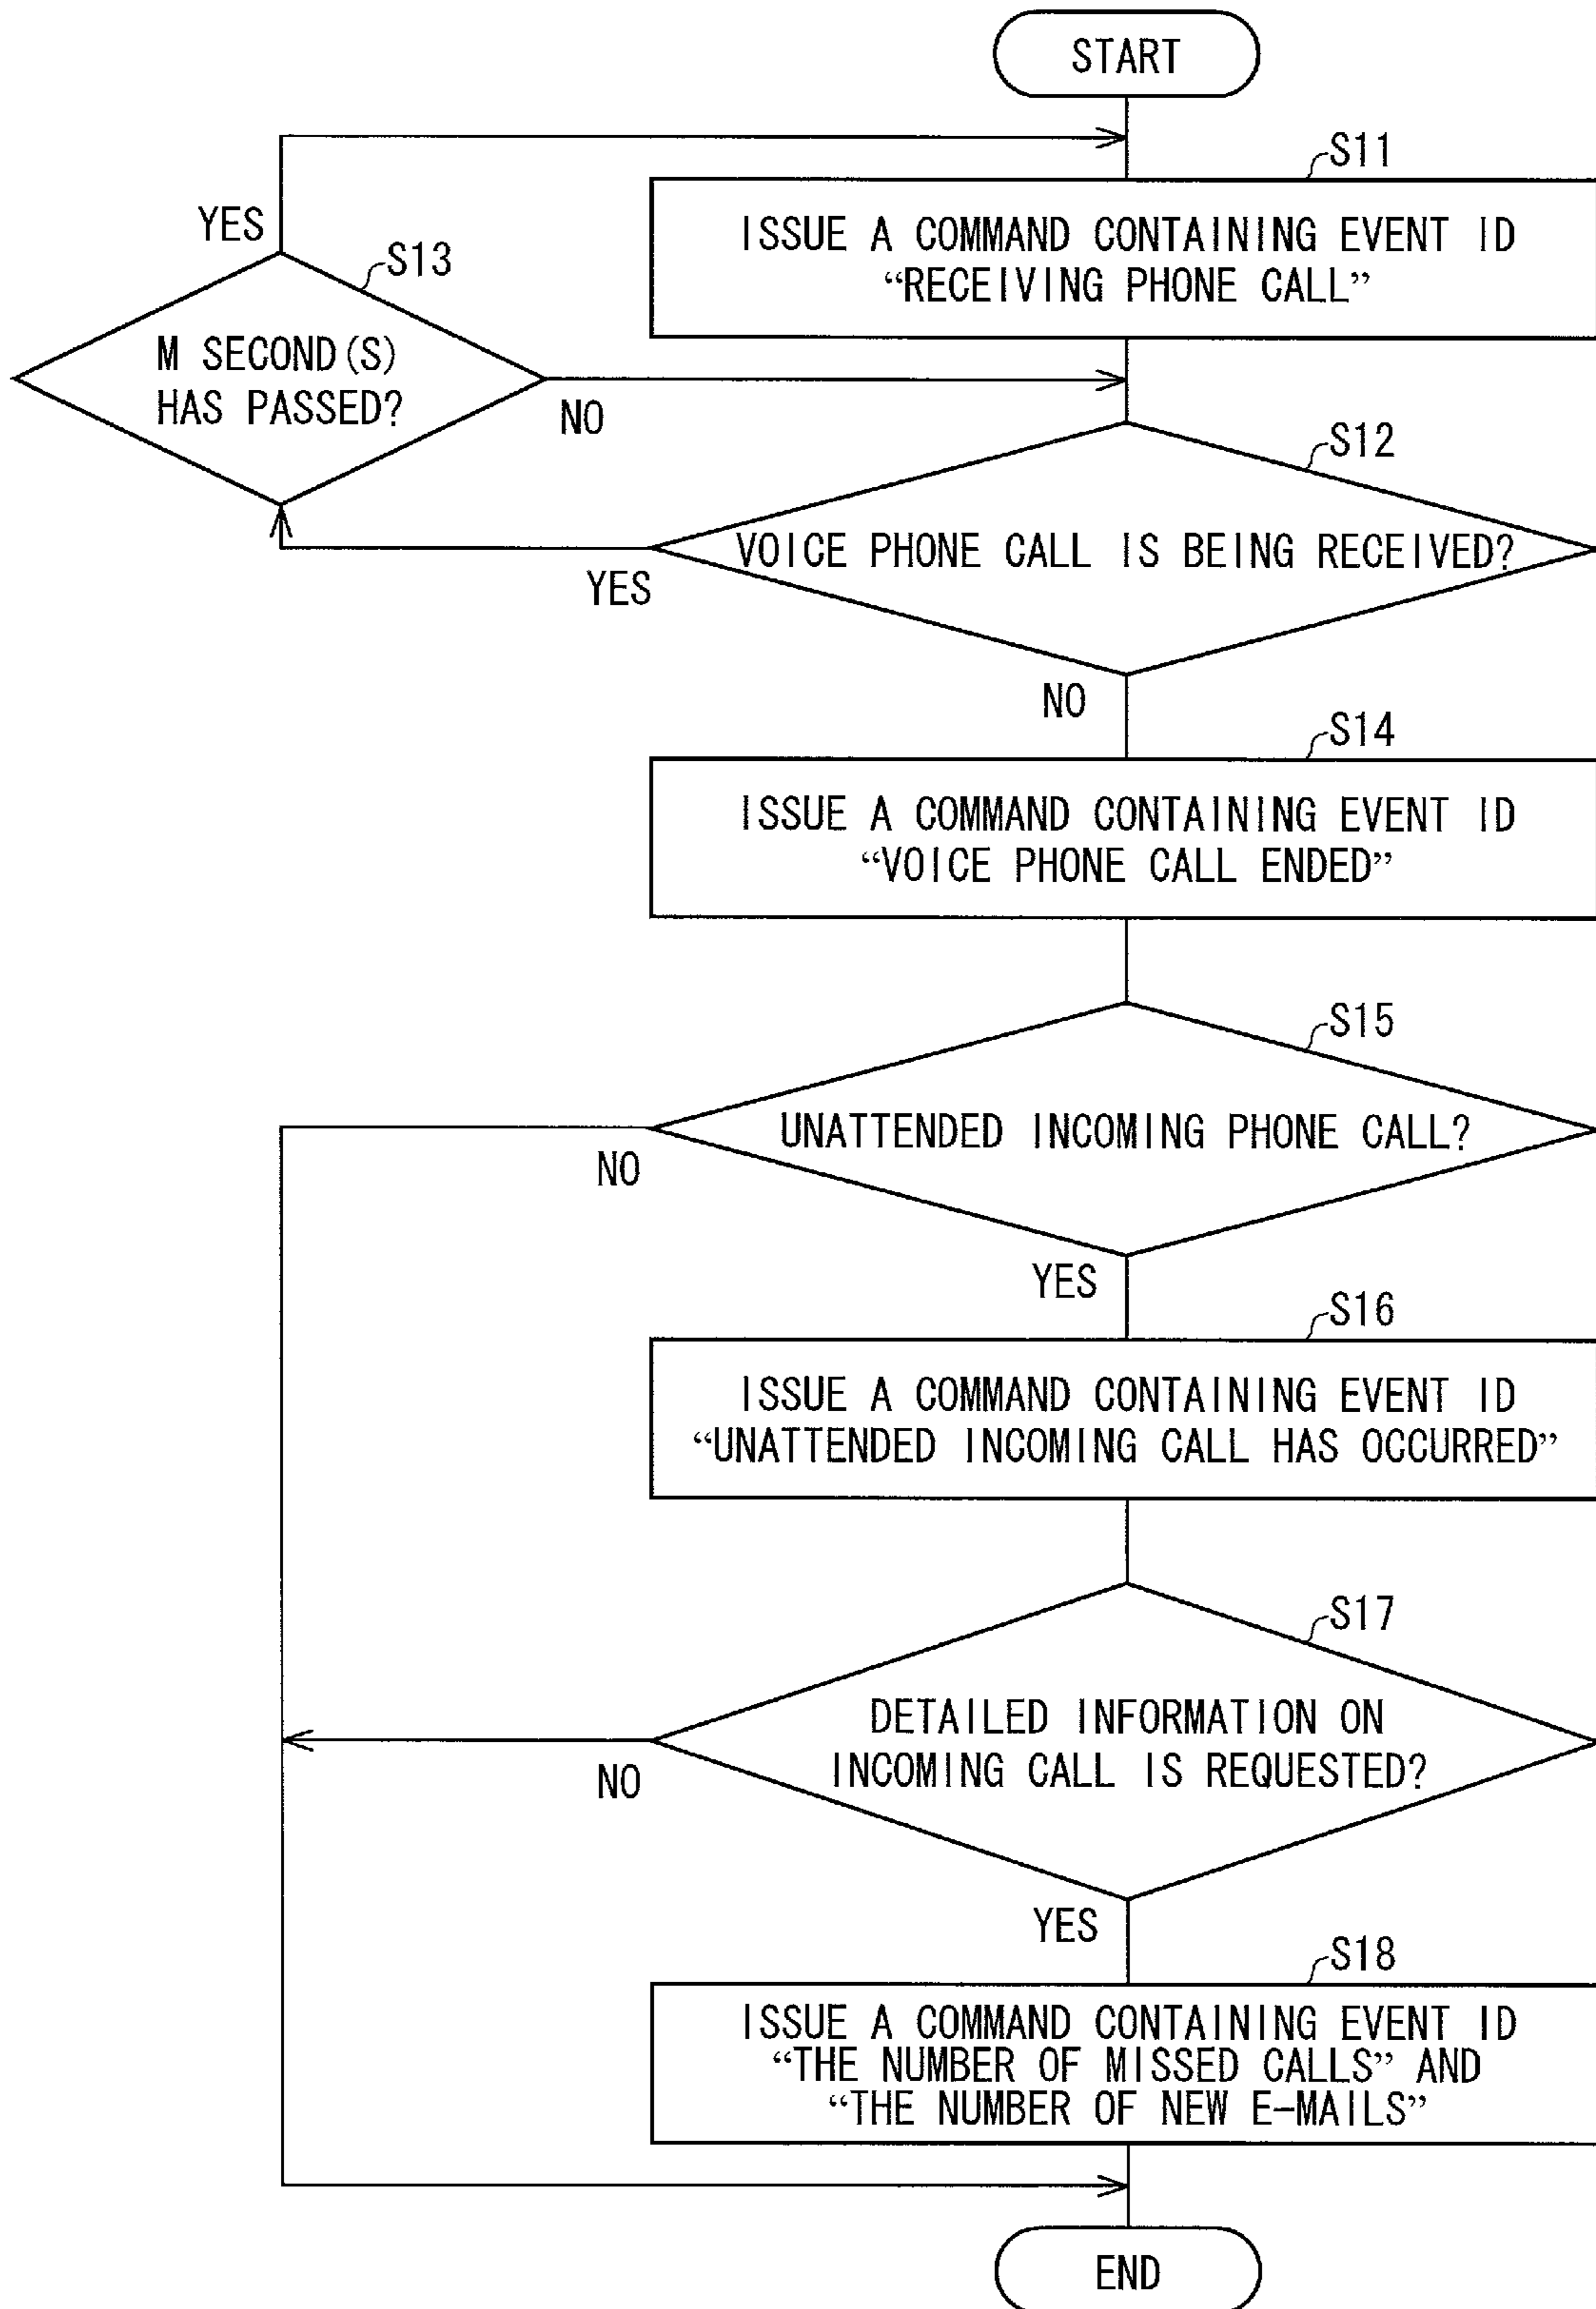 START
S11
ISSUE A COMMAND CONTAINING EVENT ID
“RECEIVING PHONE CALL”
YES
S13
M SECOND(S)
HAS PASSED?
NO
S12
VOICE PHONE CALL IS BEING RECEIVED?
YES
NO
S14
ISSUE A COMMAND CONTAINING EVENT ID
“VOICE PHONE CALL ENDED”
S15
UNATTENDED INCOMING PHONE CALL?
NO
YES
S16
ISSUE A COMMAND CONTAINING EVENT ID
“UNATTENDED INCOMING CALL HAS OCCURRED”
S17
DETAILED INFORMATION ON
INCOMING CALL IS REQUESTED?
NO
YES
S18
ISSUE A COMMAND CONTAINING EVENT ID
“THE NUMBER OF MISSED CALLS” AND
“THE NUMBER OF NEW E-MAILS”
END